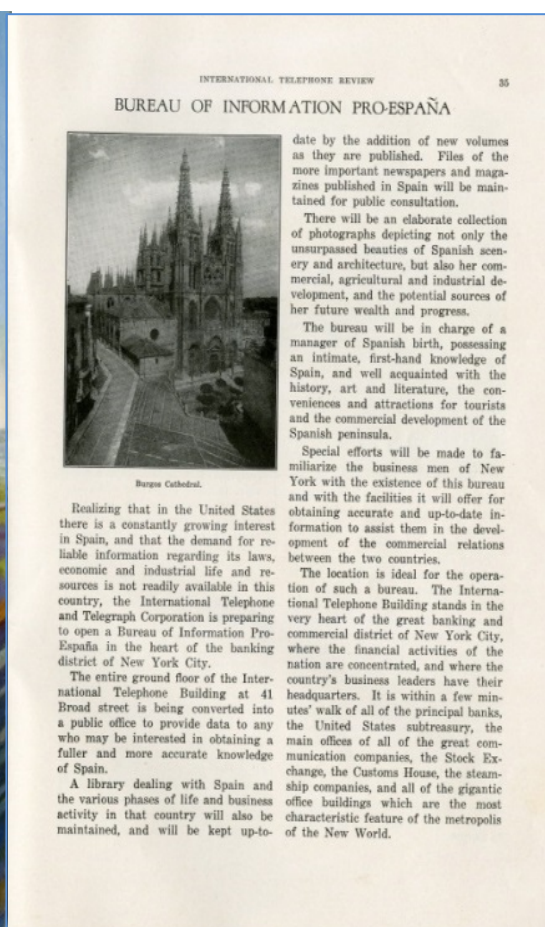 INTERNATIONAL TELEPHONE REVIEW 35
BUREAU OF INFORMATION PRO-ESPAÑA
Burgos Cathedral.
Realizing that in the United States
there is a constantly growing interest
in Spain, and that the demand for re-
liable information regarding its laws,
economic and industrial life and re-
sources is not readily available in this
country, the International Telephone
and Telegraph Corporation is preparing
to open a Bureau of Information Pro-
España in the heart of the banking
district of New York City.
The entire ground floor of the Inter-
national Telephone Building at 41
Broad street is being converted into
a public office to provide data to any
who may be interested in obtaining a
fuller and more accurate knowledge
of Spain.
A library dealing with Spain and
the various phases of life and business
activity in that country will also be
maintained, and will be kept up-to-
date by the addition of new volumes
as they are published. Files of the
more important newspapers and maga-
zines published in Spain will be main-
tained for public consultation.
There will be an elaborate collection
of photographs depicting not only the
unsurpassed beauties of Spanish scen-
ery and architecture, but also her com-
mercial, agricultural and industrial de-
velopment, and the potential sources of
her future wealth and progress.
The bureau will be in charge of a
manager of Spanish birth, possessing
an intimate, first-hand knowledge of
Spain, and well acquainted with the
history, art and literature, the con-
veniences and attractions for tourists
and the commercial development of the
Spanish peninsula.
Special efforts will be made to fa-
miliarize the business men of New
York with the existence of this bureau
and with the facilities it will offer for
obtaining accurate and up-to-date in-
formation to assist them in the devel-
opment of the commercial relations
between the two countries.
The location is ideal for the opera-
tion of such a bureau. The Interna-
tional Telephone Building stands in the
very heart of the great banking and
commercial district of New York City,
where the financial activities of the
nation are concentrated, and where the
country's business leaders have their
headquarters. It is within a few min-
utes' walk of all of the principal banks,
the United States subtreasury, the
main offices of all of the great com-
munication companies, the Stock Ex-
change, the Customs House, the steam-
ship companies, and all of the gigantic
office buildings which are the most
characteristic feature of the metropolis
of the New World.